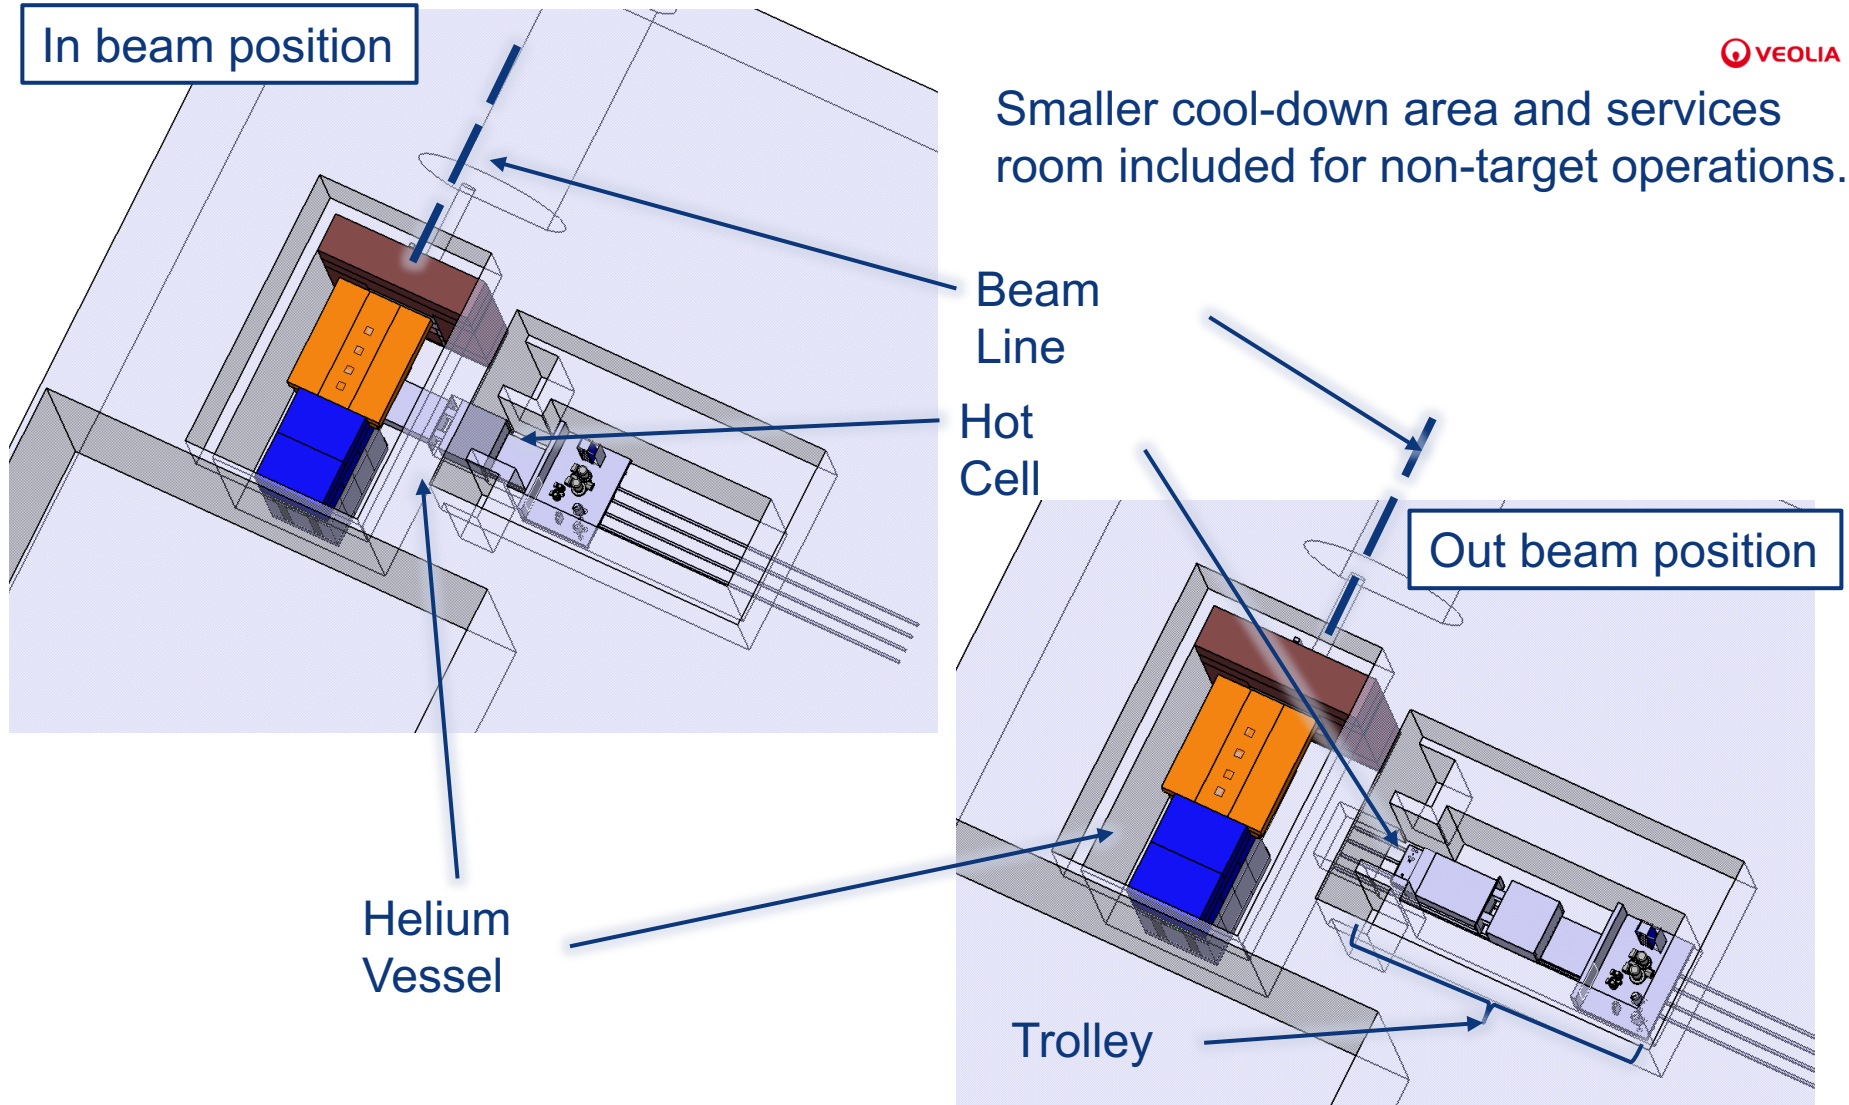 In beam position
VEOLIA
Smaller cool-down area and services
room included for non-target operations.
Beam
Line
Hot
Cell
Out beam position
Helium
Vessel
Trolley